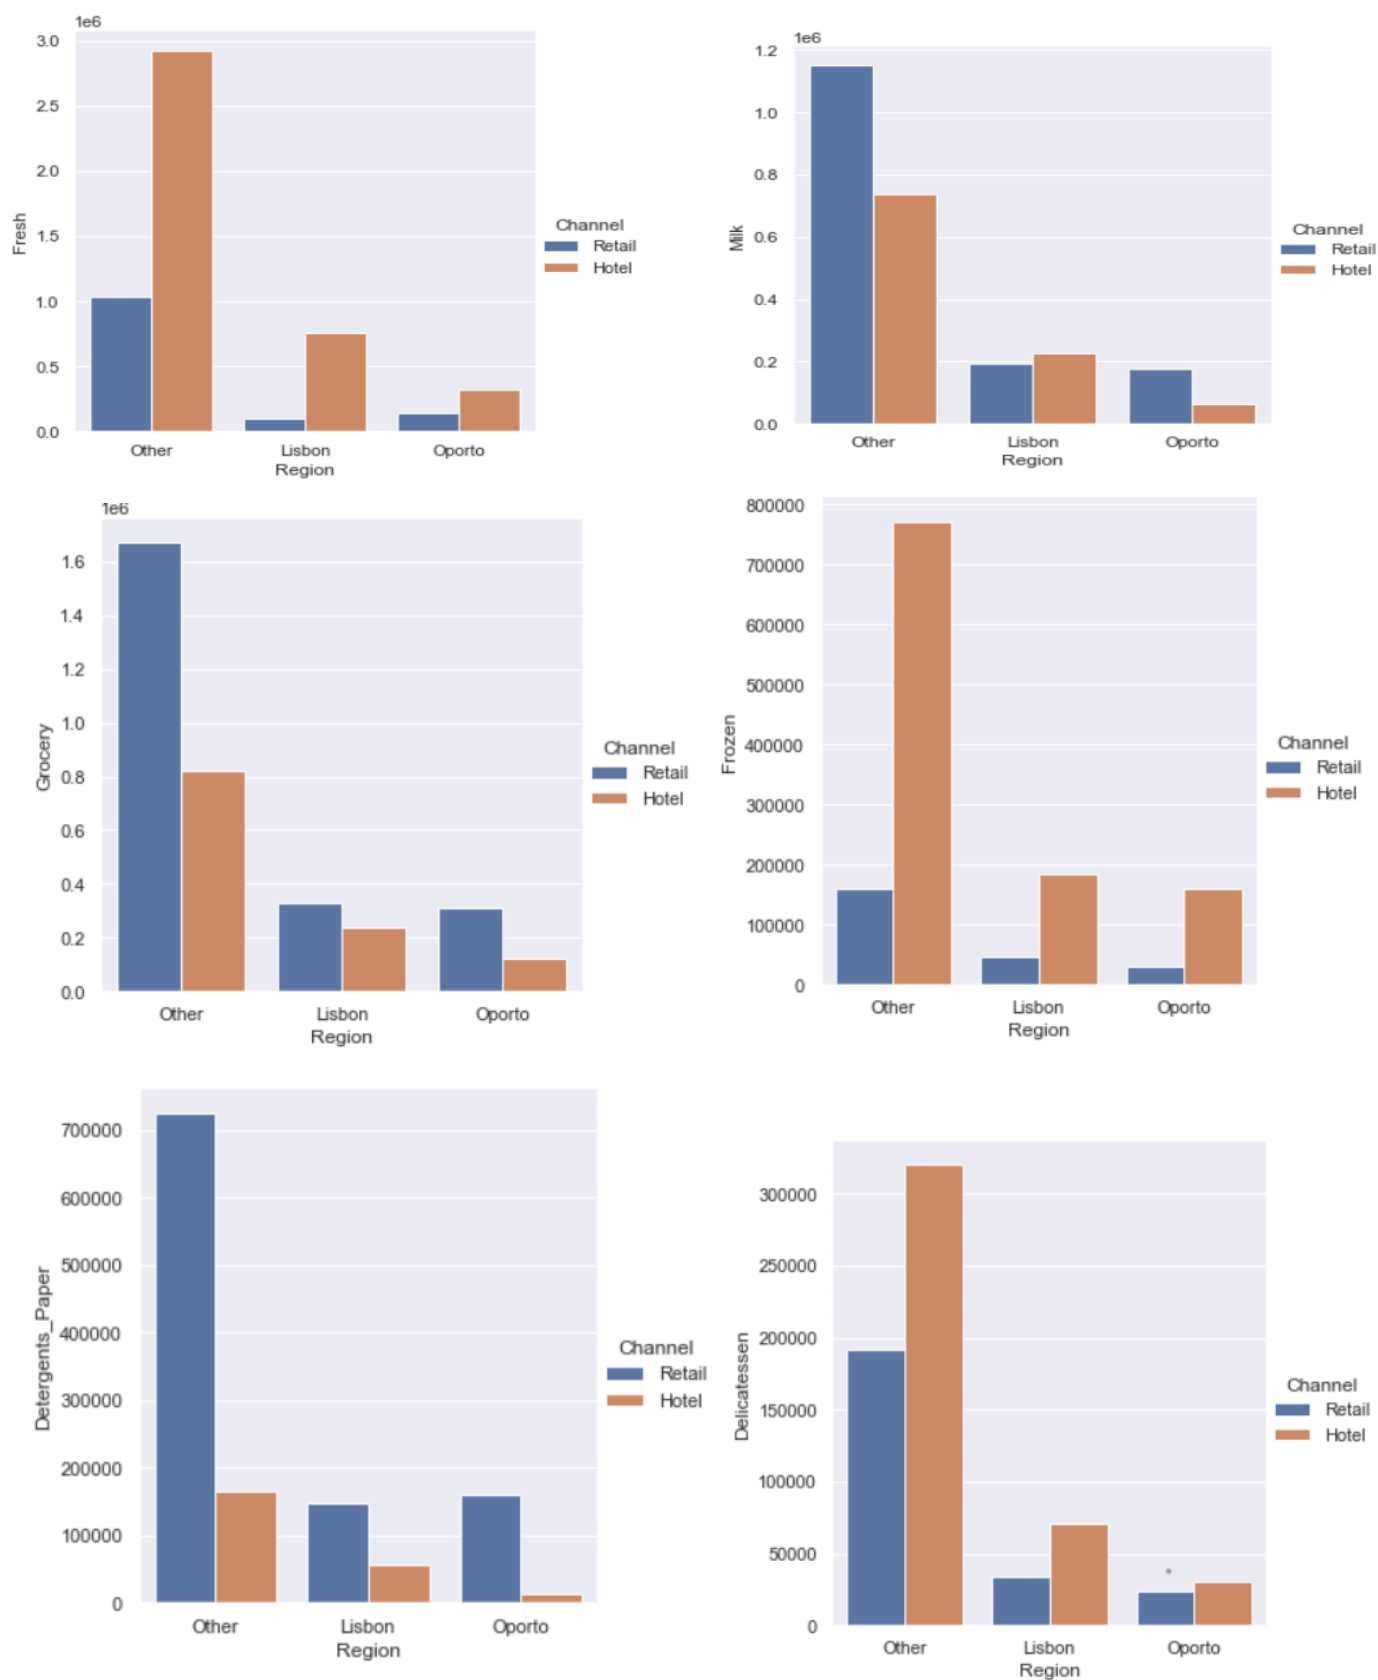 1e6
3.0
2.5
2.0
1.5
1.0
0.5
0.0
Fresh
Other Lisbon Oporto
Region
Channel
Retail
Hotel
1e6
1.2
1.0
0.8
0.6
0.4
0.2
0.0
Milk
Other Lisbon Oporto
Region
Channel
Retail
Hotel
1e6
1.6
1.4
1.2
1.0
0.8
0.6
0.4
0.2
0.0
Grocery
Other Lisbon Oporto
Region
Channel
Retail
Hotel
800000
700000
600000
500000
400000
300000
200000
100000
0
Frozen
Other Lisbon Oporto
Region
Channel
Retail
Hotel
700000
600000
500000
400000
300000
200000
100000
0
Detergents_Paper
Other Lisbon Oporto
Region
Channel
Retail
Hotel
300000
250000
200000
150000
100000
50000
0
Delicatessen
Other Lisbon Oporto
Region
Channel
Retail
Hotel